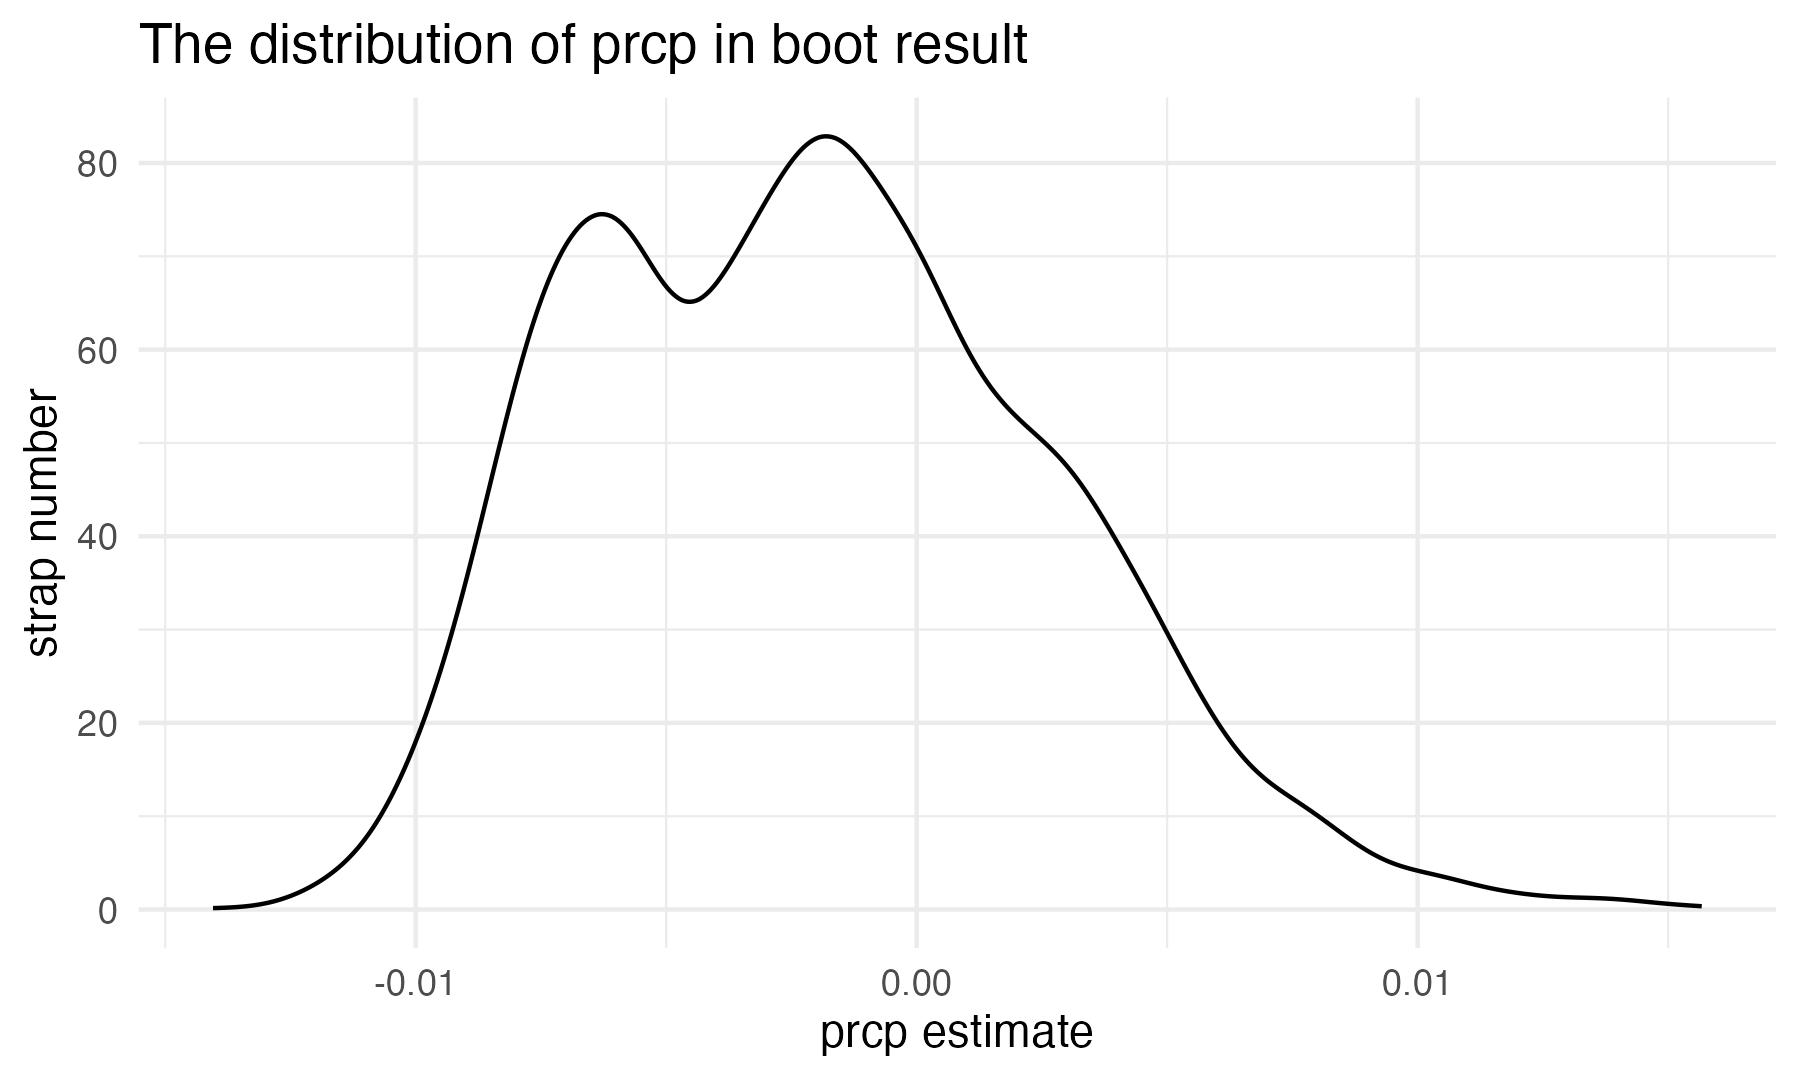 The distribution of prcp in boot result
strap number
80
60
40
20
0
-0.01
0.00
0.01
prcp estimate